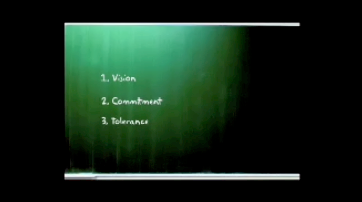 1. Vision
2. Commitment
3. Tolerance